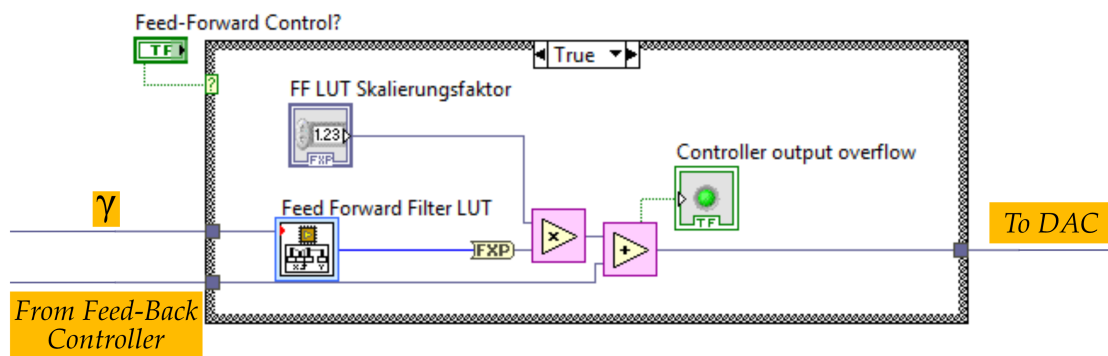 Feed-Forward Control?
TF
?
True
FF LUT Skalierungsfaktor
1.23
FXP
Controller output overflow
TF
γ
Feed Forward Filter LUT
X Y
FXP
x
+
To DAC
From Feed-Back
Controller